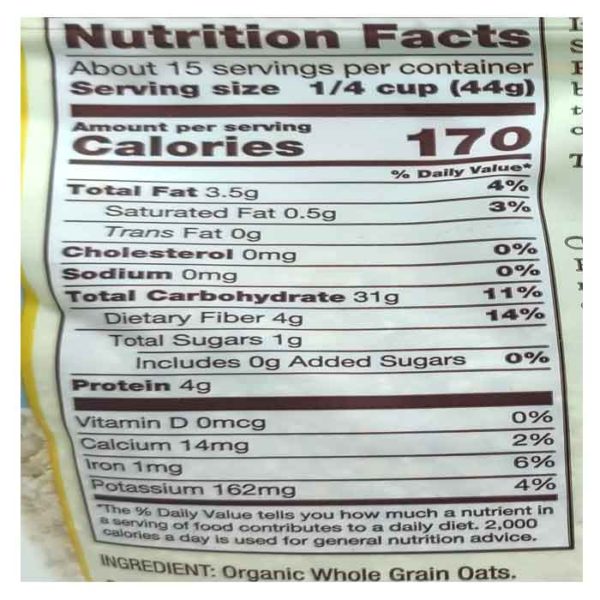 Nutrition Facts
About 15 servings per container
Serving size 1/4 cup (44g)
Amount per serving
Calories 170
% Daily Value*
Total Fat 3.5g 4%
Saturated Fat 0.5g 3%
Trans Fat 0g
Cholesterol 0mg 0%
Sodium 0mg 0%
Total Carbohydrate 31g 11%
Dietary Fiber 4g 14%
Total Sugars 1g
Includes 0g Added Sugars 0%
Protein 4g
Vitamin D 0mcg 0%
Calcium 14mg 2%
Iron 1mg 6%
Potassium 162mg 4%
*The % Daily Value tells you how much a nutrient in
a serving of food contributes to a daily diet. 2,000
calories a day is used for general nutrition advice.
INGREDIENT: Organic Whole Grain Oats.